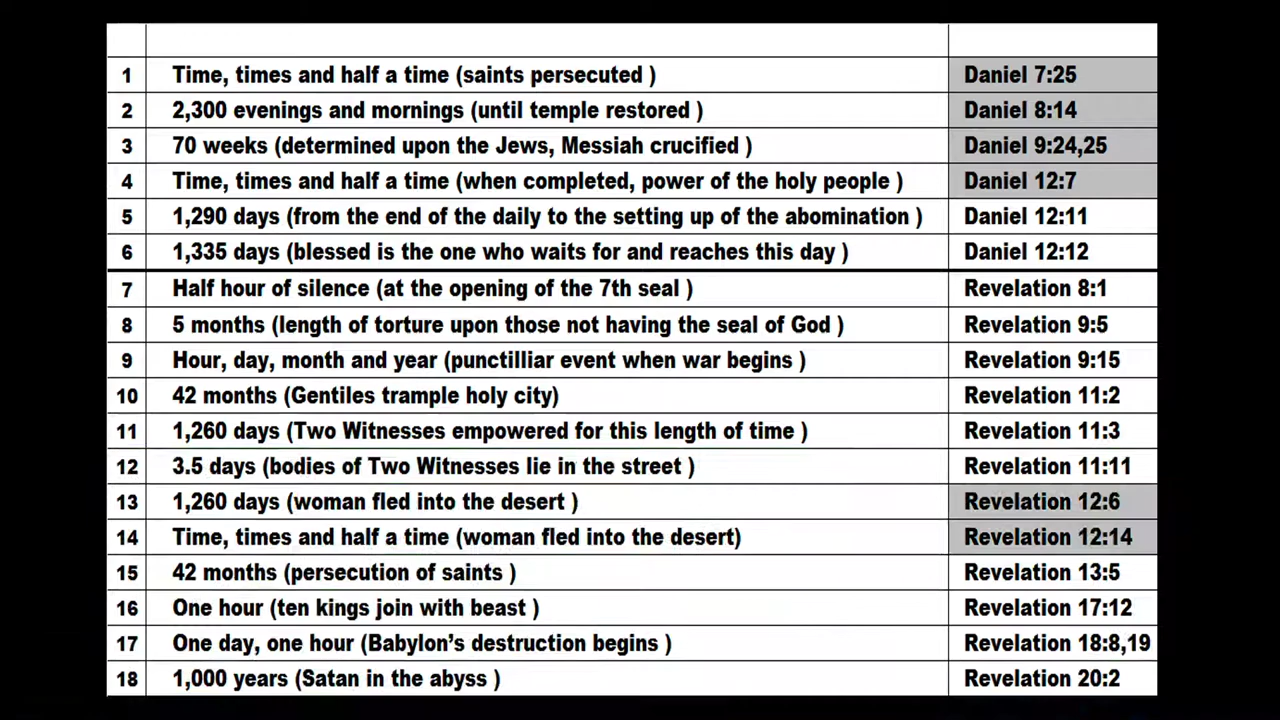 1 Time, times and half a time (saints persecuted ) Daniel 7:25
2 2,300 evenings and mornings (until temple restored ) Daniel 8:14
3 70 weeks (determined upon the Jews, Messiah crucified ) Daniel 9:24,25
4 Time, times and half a time (when completed, power of the holy people ) Daniel 12:7
5 1,290 days (from the end of the daily to the setting up of the abomination ) Daniel 12:11
6 1,335 days (blessed is the one who waits for and reaches this day ) Daniel 12:12
7 Half hour of silence (at the opening of the 7th seal ) Revelation 8:1
8 5 months (length of torture upon those not having the seal of God ) Revelation 9:5
9 Hour, day, month and year (punctilliar event when war begins ) Revelation 9:15
10 42 months (Gentiles trample holy city) Revelation 11:2
11 1,260 days (Two Witnesses empowered for this length of time ) Revelation 11:3
12 3.5 days (bodies of Two Witnesses lie in the street ) Revelation 11:11
13 1,260 days (woman fled into the desert ) Revelation 12:6
14 Time, times and half a time (woman fled into the desert) Revelation 12:14
15 42 months (persecution of saints ) Revelation 13:5
16 One hour (ten kings join with beast ) Revelation 17:12
17 One day, one hour (Babylon’s destruction begins ) Revelation 18:8,19
18 1,000 years (Satan in the abyss ) Revelation 20:2